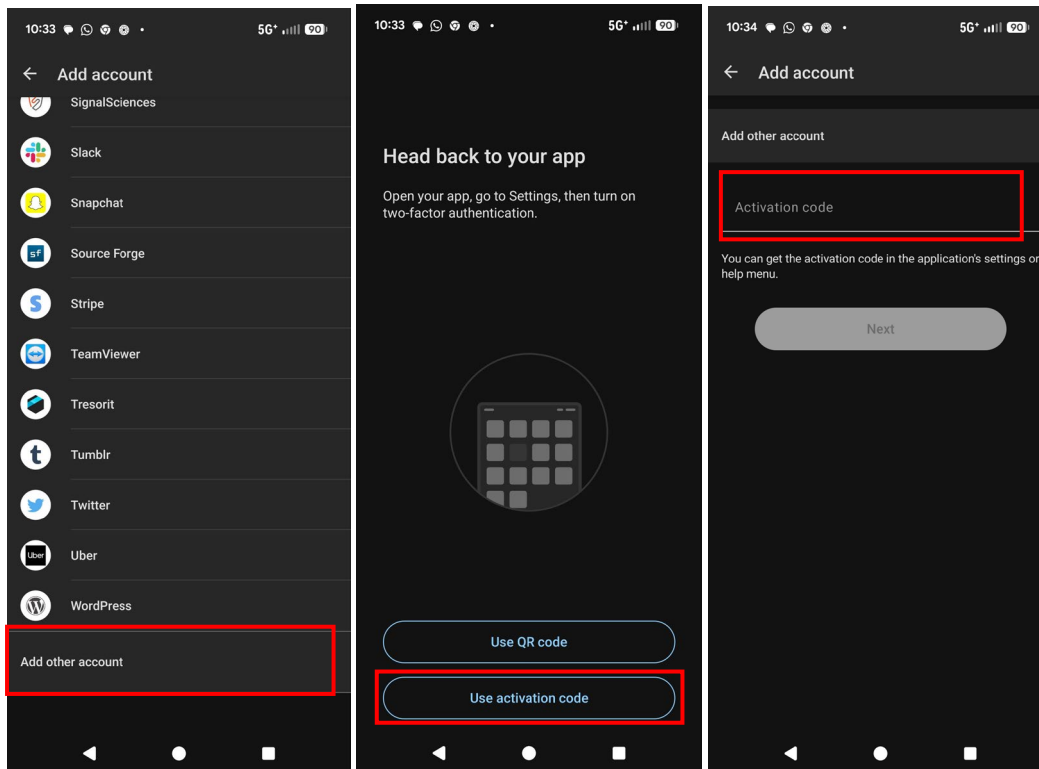 10:33 5G+ 90
Add account
SignalSciences
Slack
Snapchat
sf
Source Forge
S
Stripe
TeamViewer
Tresorit
t
Tumblr
Twitter
Uber
Uber
W
WordPress
Add other account
10:33 5G+ 90
Head back to your app
Open your app, go to Settings, then turn on
two-factor authentication.
Use QR code
Use activation code
10:34 5G+ 90
Add account
Add other account
Activation code
You can get the activation code in the application's settings or
help menu.
Next